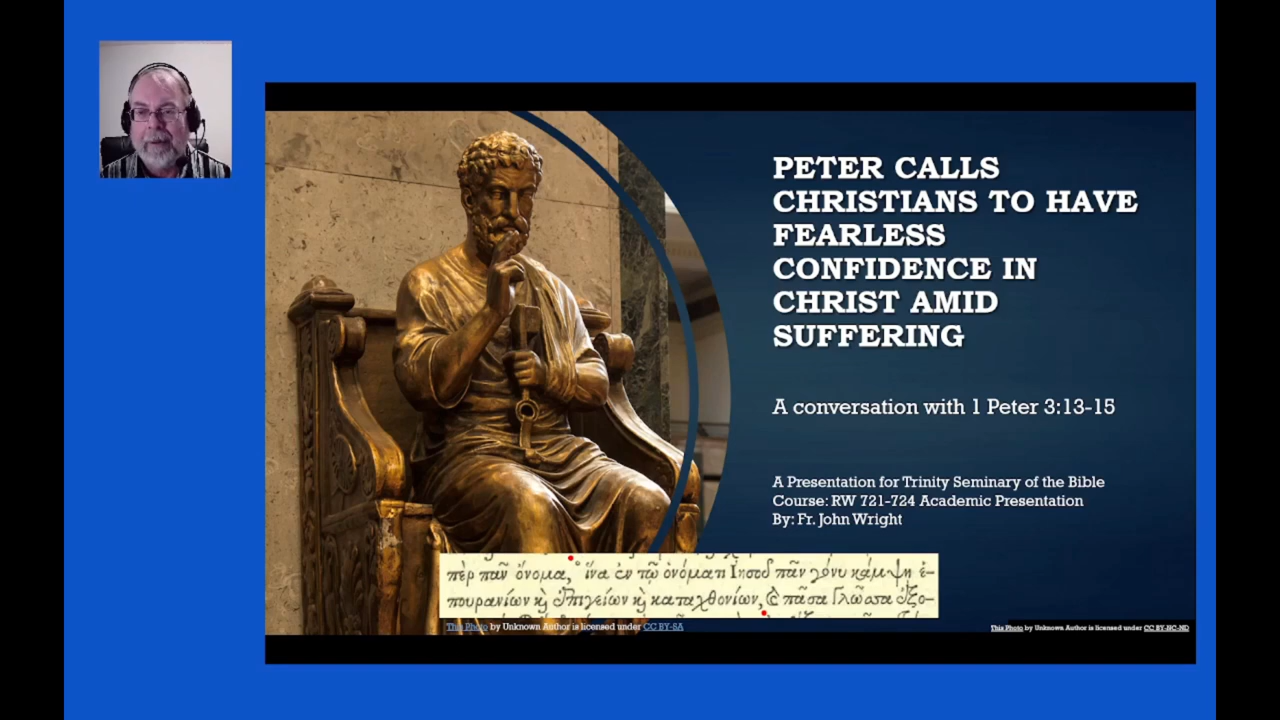 PETER CALLS
CHRISTIANS TO HAVE
FEARLESS
CONFIDENCE IN
CHRIST AMID
SUFFERING
A conversation with 1 Peter 3:13-15
A Presentation for Trinity Seminary of the Bible
Course: RW 721-724 Academic Presentation
By: Fr. John Wright
πὲρ πᾶν ὄνομα, ἵνα ἐν τῷ ὀνόματι Ἰησοῦ πᾶν γόνυ κάμψῃ ἐ-
πουρανίων κὶ ἐπιγείων κὶ καταχθονίων, κὶ πᾶσα γλῶσσα ἐξο-
This Photo by Unknown Author is licensed under CC BY-SA
This Photo by Unknown Author is licensed under CC BY-NC-ND